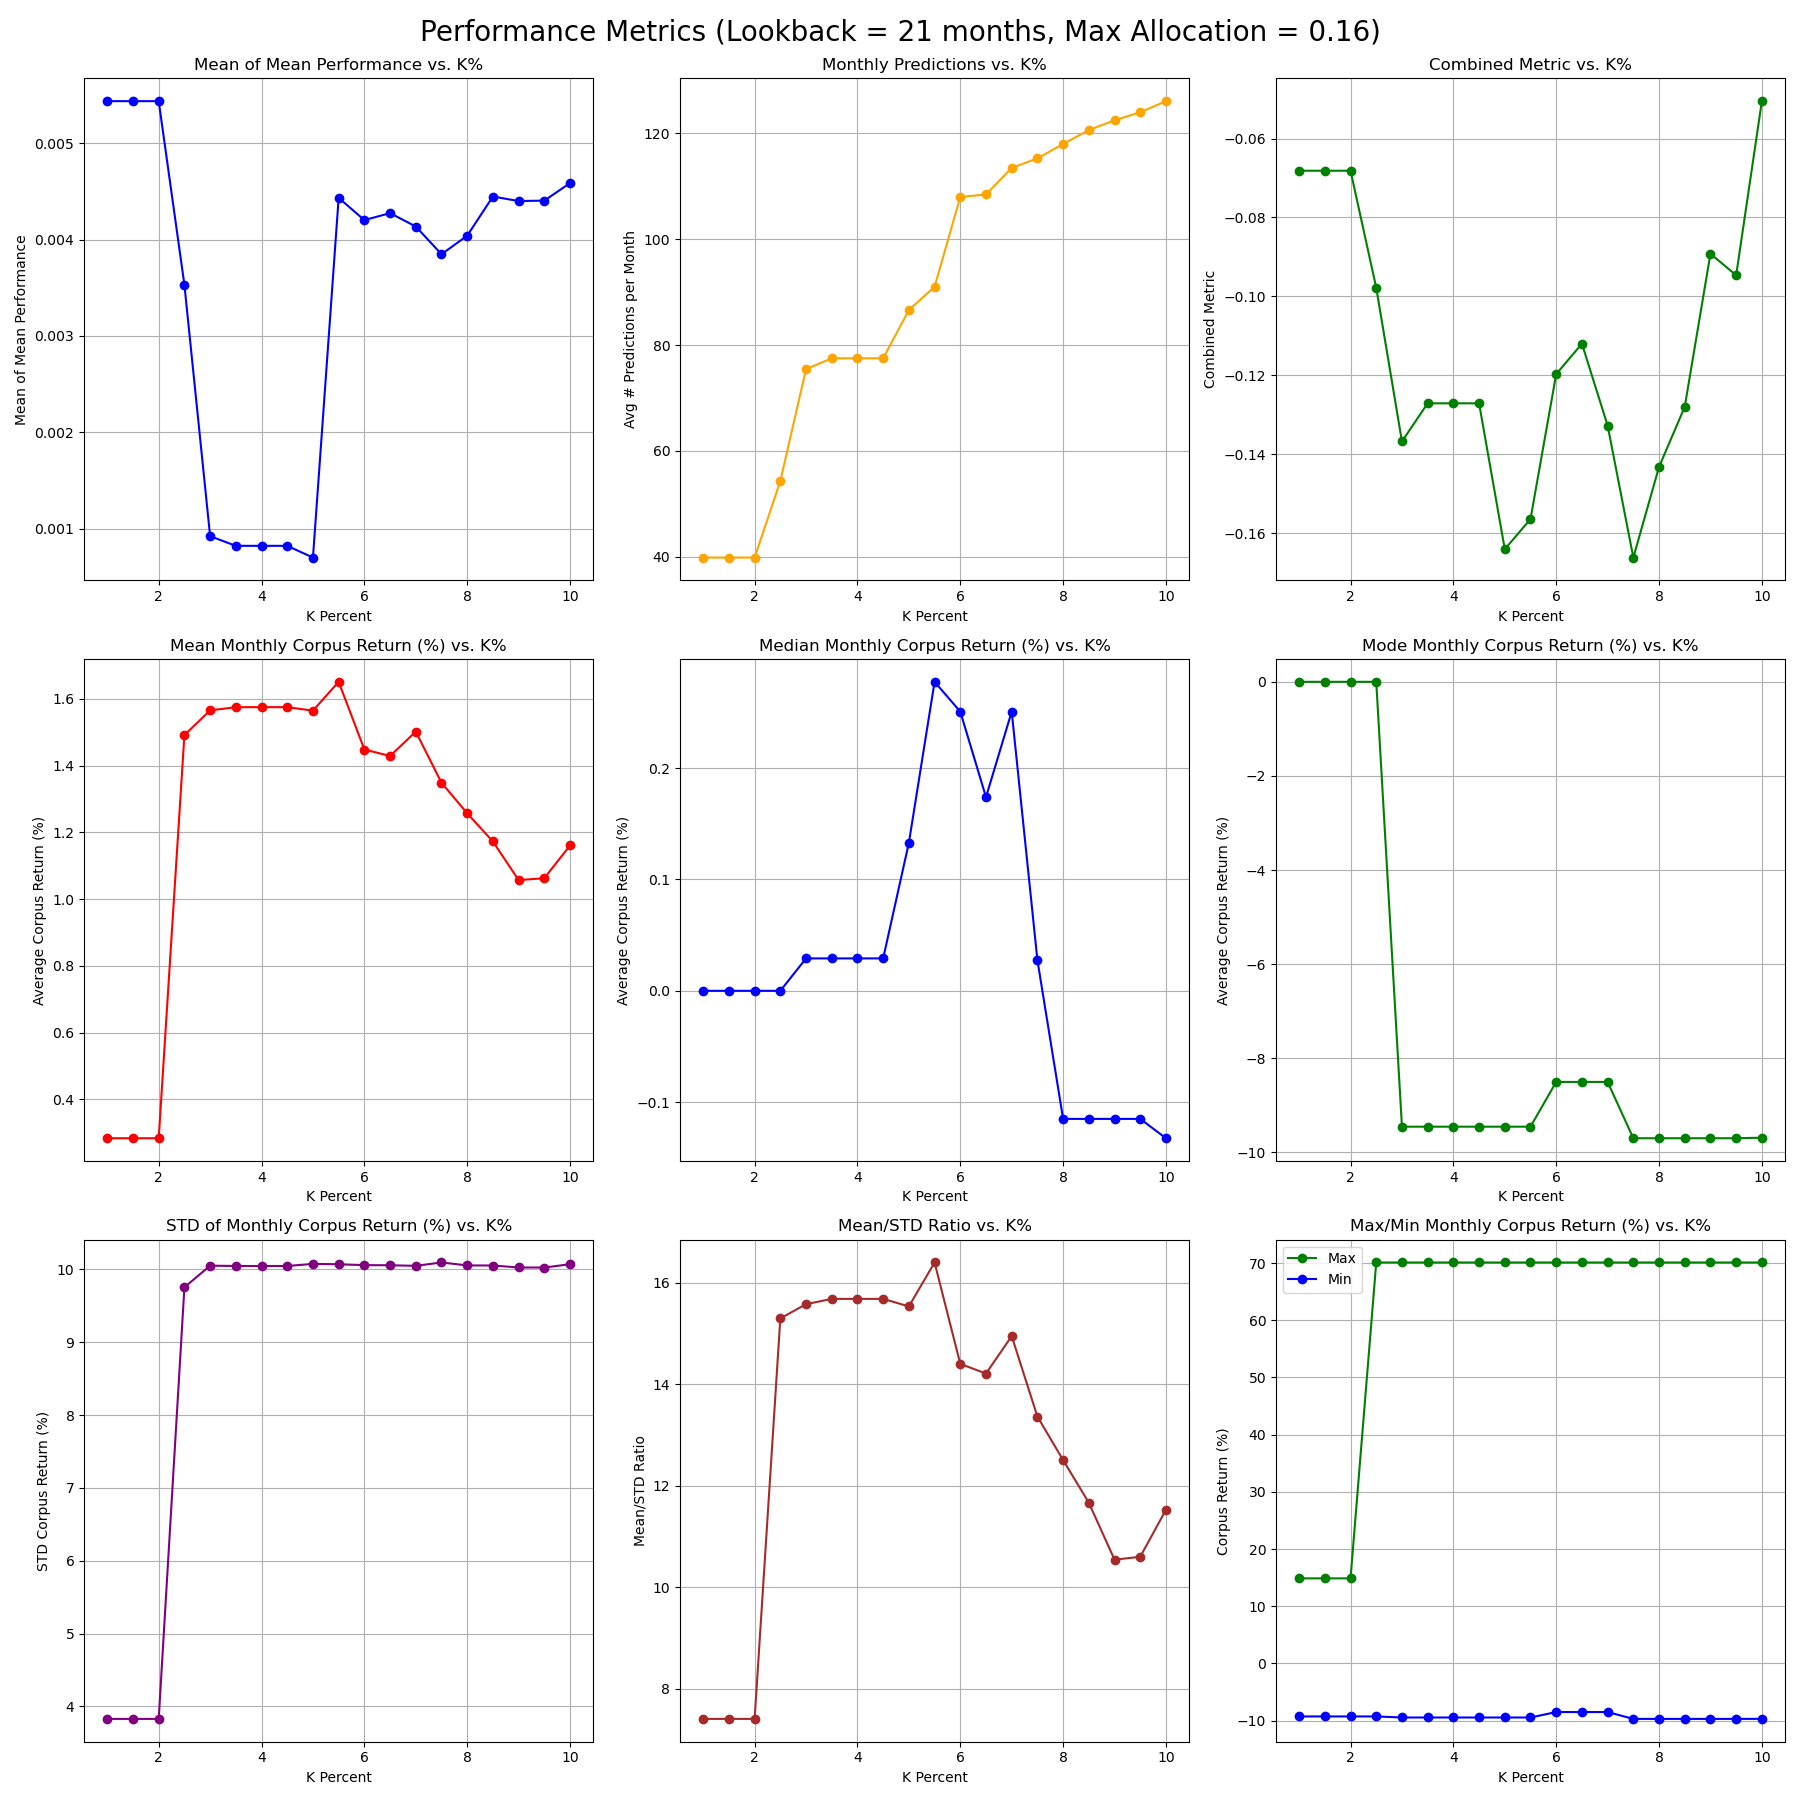 Performance Metrics (Lookback = 21 months, Max Allocation = 0.16)
Mean of Mean Performance vs. K%
Mean of Mean Performance
0.005
0.004
0.003
0.002
0.001
2 4 6 8 10
K Percent
Monthly Predictions vs. K%
Avg # Predictions per Month
120
100
80
60
40
2 4 6 8 10
K Percent
Combined Metric vs. K%
Combined Metric
−0.06
−0.08
−0.10
−0.12
−0.14
−0.16
2 4 6 8 10
K Percent
Mean Monthly Corpus Return (%) vs. K%
Average Corpus Return (%)
1.6
1.4
1.2
1.0
0.8
0.6
0.4
2 4 6 8 10
K Percent
Median Monthly Corpus Return (%) vs. K%
Average Corpus Return (%)
0.2
0.1
0.0
−0.1
2 4 6 8 10
K Percent
Mode Monthly Corpus Return (%) vs. K%
Average Corpus Return (%)
0
−2
−4
−6
−8
−10
2 4 6 8 10
K Percent
STD of Monthly Corpus Return (%) vs. K%
STD Corpus Return (%)
10
9
8
7
6
5
4
2 4 6 8 10
K Percent
Mean/STD Ratio vs. K%
Mean/STD Ratio
16
14
12
10
8
2 4 6 8 10
K Percent
Max/Min Monthly Corpus Return (%) vs. K%
Corpus Return (%)
Max
Min
70
60
50
40
30
20
10
0
−10
2 4 6 8 10
K Percent